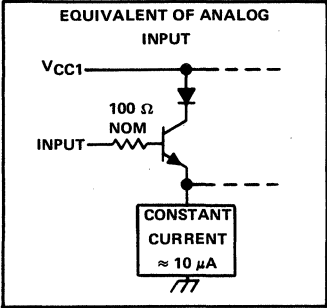 EQUIVALENT OF ANALOG
INPUT
VCC1
100 Ω
NOM
INPUT
CONSTANT
CURRENT
≈ 10 μA